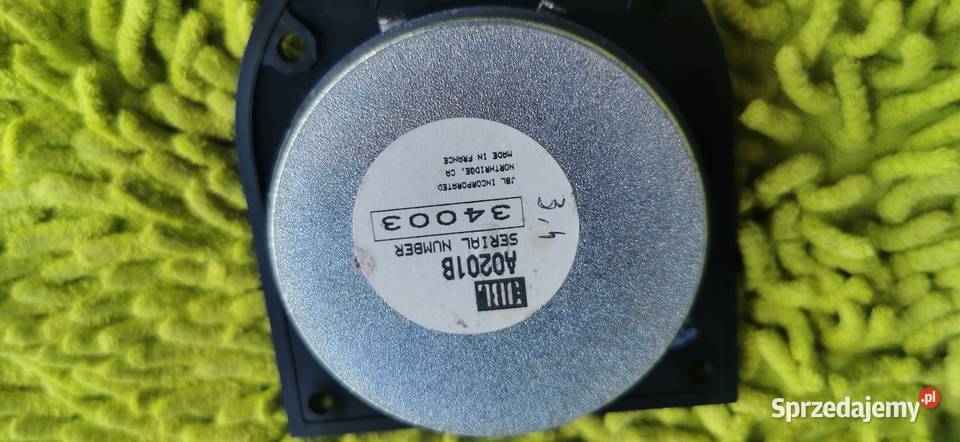 JBL
A0201B
SERIAL NUMBER
34003
JBL INCORPORATED
NORTHRIDGE, CA
MADE IN FRANCE
Sprzedajemy.pl